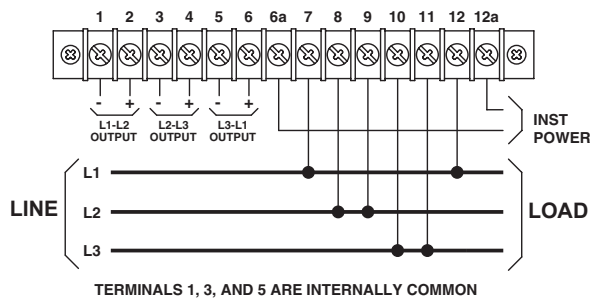 1 2 3 4 5 6 6a 7 8 9 10 11 12 12a
- + - + - +
L1-L2 OUTPUT
L2-L3 OUTPUT
L3-L1 OUTPUT
INST POWER
LINE
L1
L2
L3
LOAD
TERMINALS 1, 3, AND 5 ARE INTERNALLY COMMON